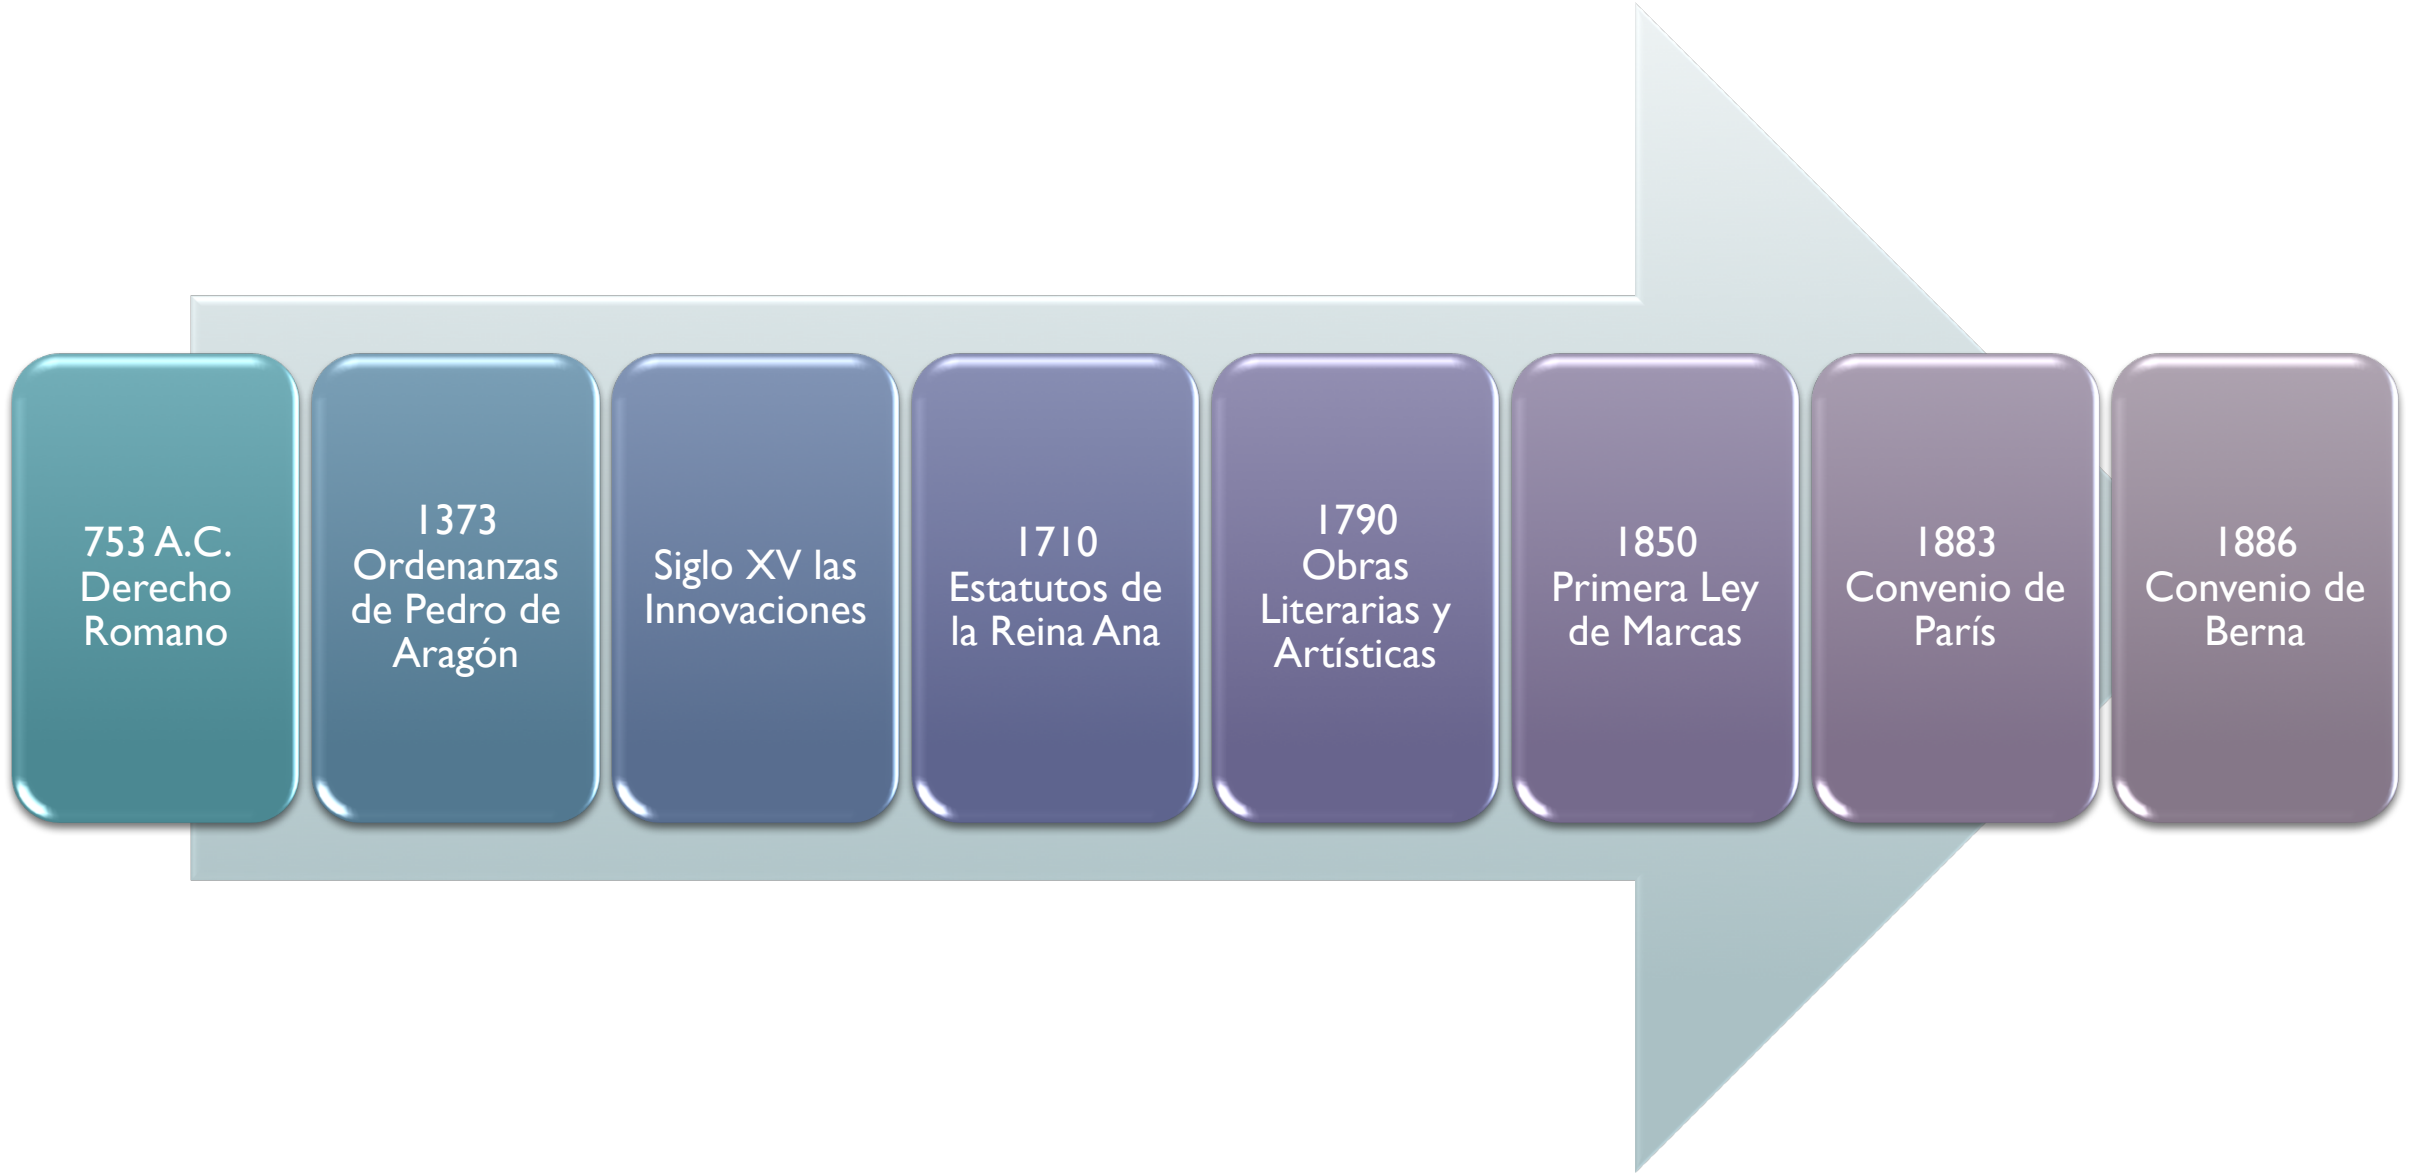 753 A.C.
Derecho
Romano
1373
Ordenanzas
de Pedro de
Aragón
Siglo XV las
Innovaciones
1710
Estatutos de
la Reina Ana
1790
Obras
Literarias y
Artísticas
1850
Primera Ley
de Marcas
1883
Convenio de
París
1886
Convenio de
Berna